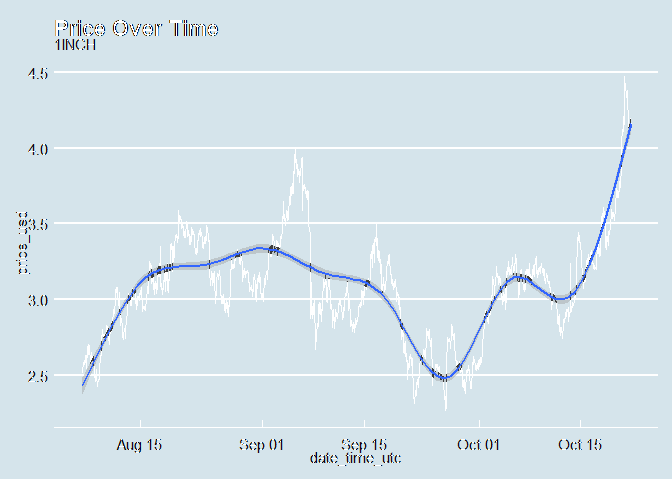 Price Over Time
1INCH
4.5
4.0
3.5
3.0
2.5
price_usd
Aug 15 Sep 01 Sep 15 Oct 01 Oct 15
date_time_utc